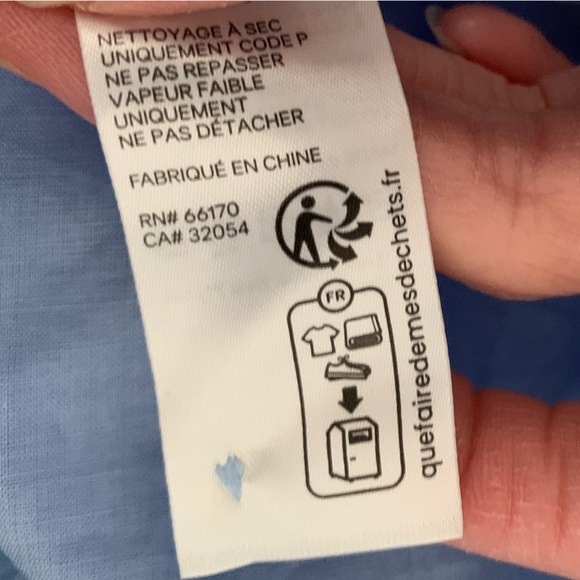 NETTOYAGE À SEC
UNIQUEMENT CODE P
NE PAS REPASSER
VAPEUR FAIBLE
UNIQUEMENT
NE PAS DÉTACHER
FABRIQUÉ EN CHINE
RN# 66170
CA# 32054
FR
quefairedemesdechets.fr